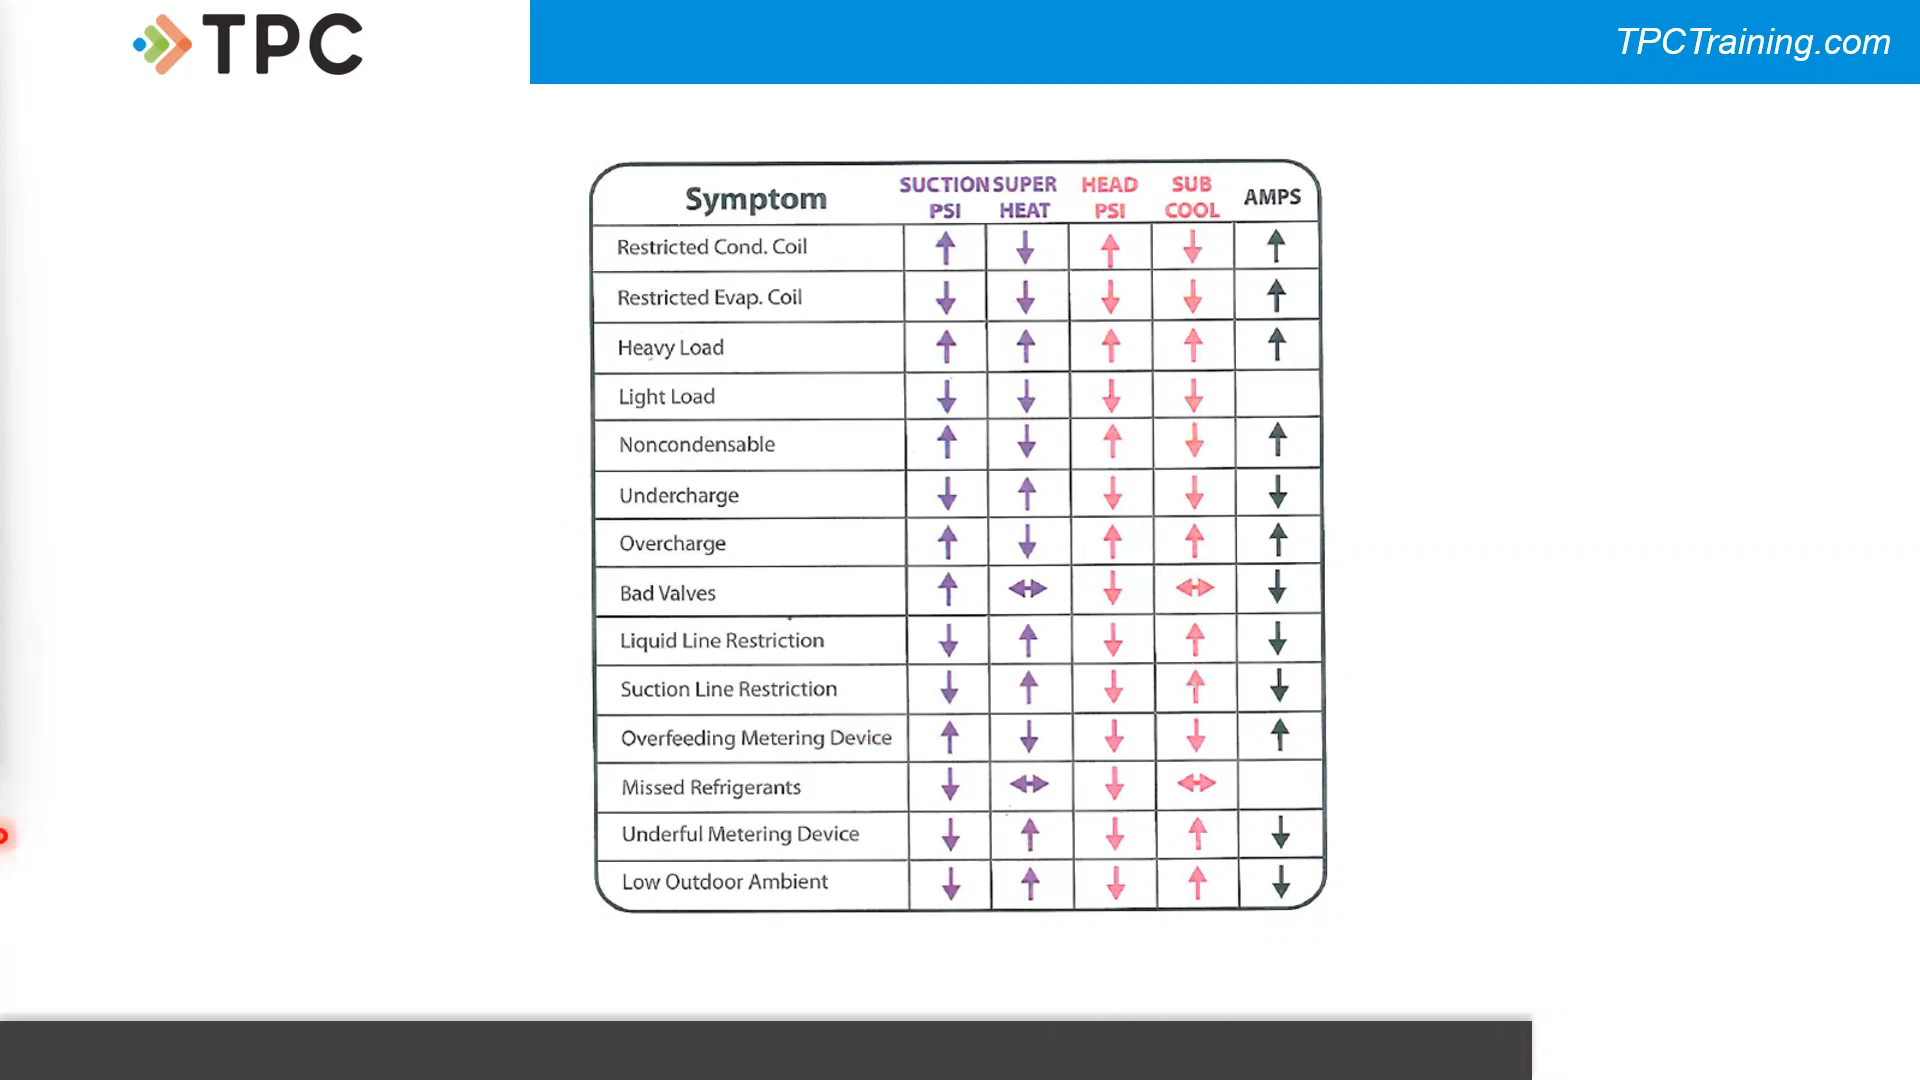 TPC
TPCTraining.com
Symptom SUCTION PSI SUPER HEAT HEAD PSI SUB COOL AMPS
Restricted Cond. Coil ↑ ↓ ↑ ↓ ↑
Restricted Evap. Coil ↓ ↓ ↓ ↓ ↑
Heavy Load ↑ ↑ ↑ ↑ ↑
Light Load ↓ ↓ ↓ ↓
Noncondensable ↑ ↓ ↑ ↓ ↑
Undercharge ↓ ↑ ↓ ↓ ↓
Overcharge ↑ ↓ ↑ ↑ ↑
Bad Valves ↑ ↔ ↓ ↔ ↓
Liquid Line Restriction ↓ ↑ ↓ ↑ ↓
Suction Line Restriction ↓ ↑ ↓ ↑ ↓
Overfeeding Metering Device ↑ ↓ ↓ ↓ ↑
Missed Refrigerants ↓ ↔ ↓ ↔
Underful Metering Device ↓ ↑ ↓ ↑ ↓
Low Outdoor Ambient ↓ ↑ ↓ ↑ ↓